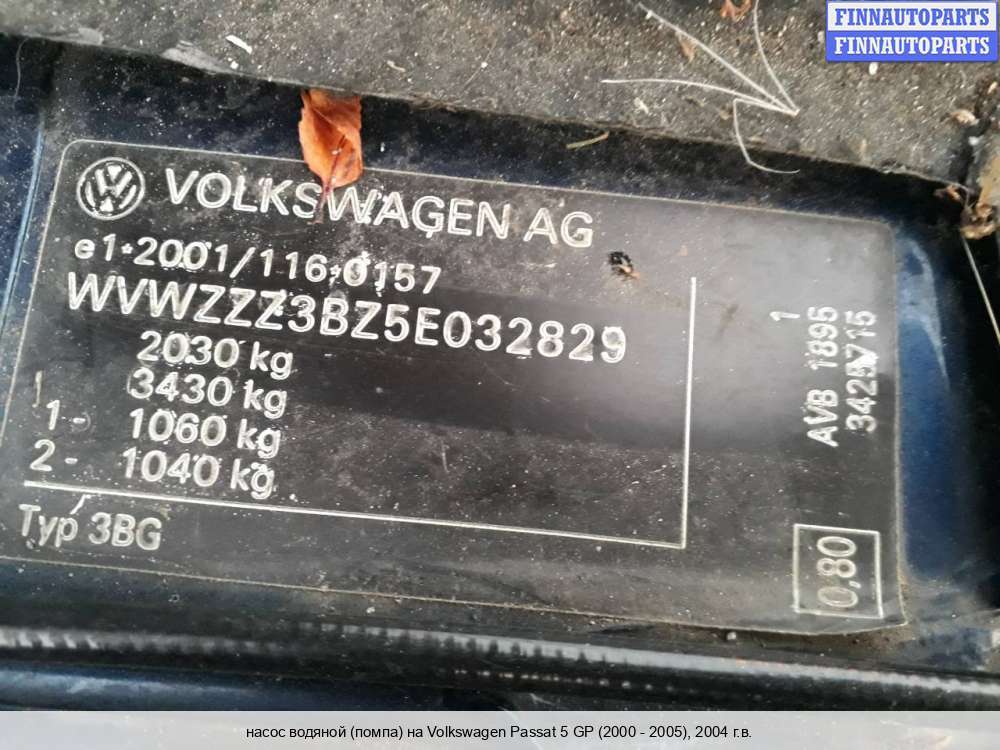 FINNAUTOPARTS
FINNAUTOPARTS
VOLKSWAGEN AG
e1*2001/116*0157
WVWZZZ3BZ5E032829
2030 kg
3430 kg
1- 1060 kg
2- 1040 kg
Typ 3BG
1
AVB 1895
3425715
0,80
насос водяной (помпа) на Volkswagen Passat 5 GP (2000 - 2005), 2004 г.в.